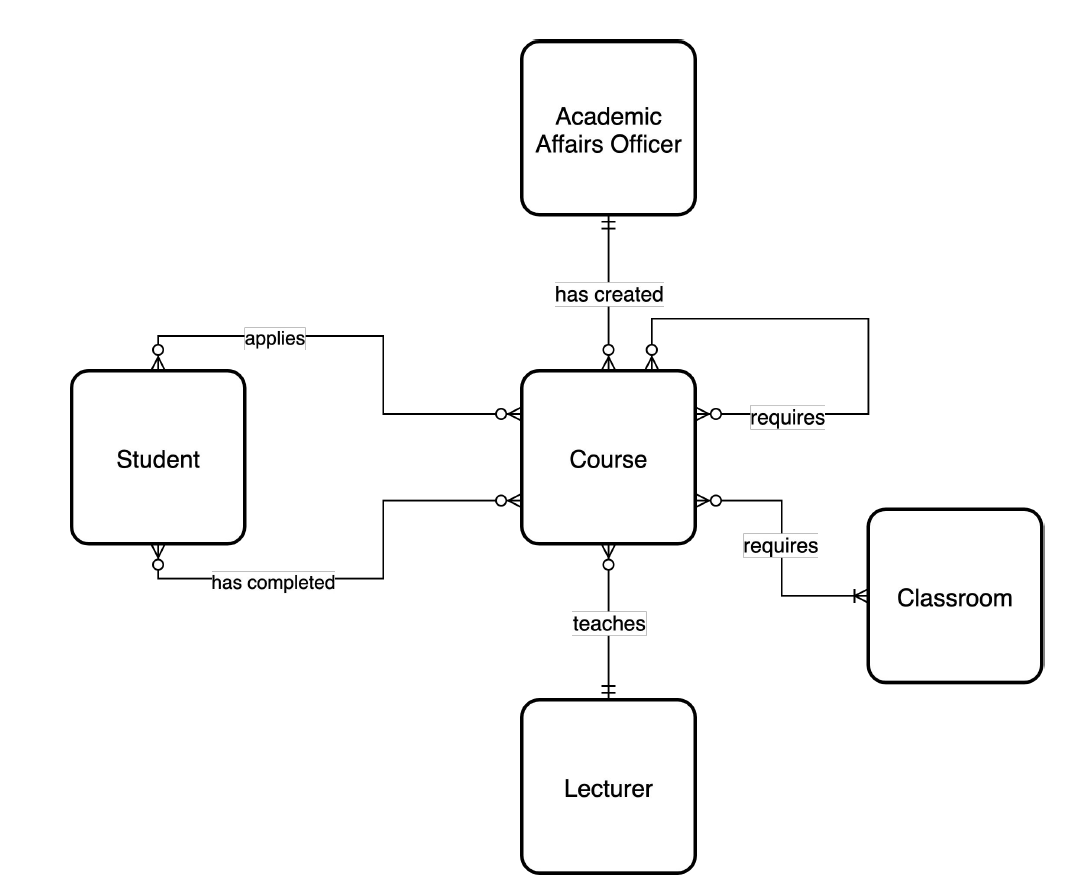 Academic
Affairs Officer
has created
applies
requires
Student
Course
requires
has completed
Classroom
teaches
Lecturer